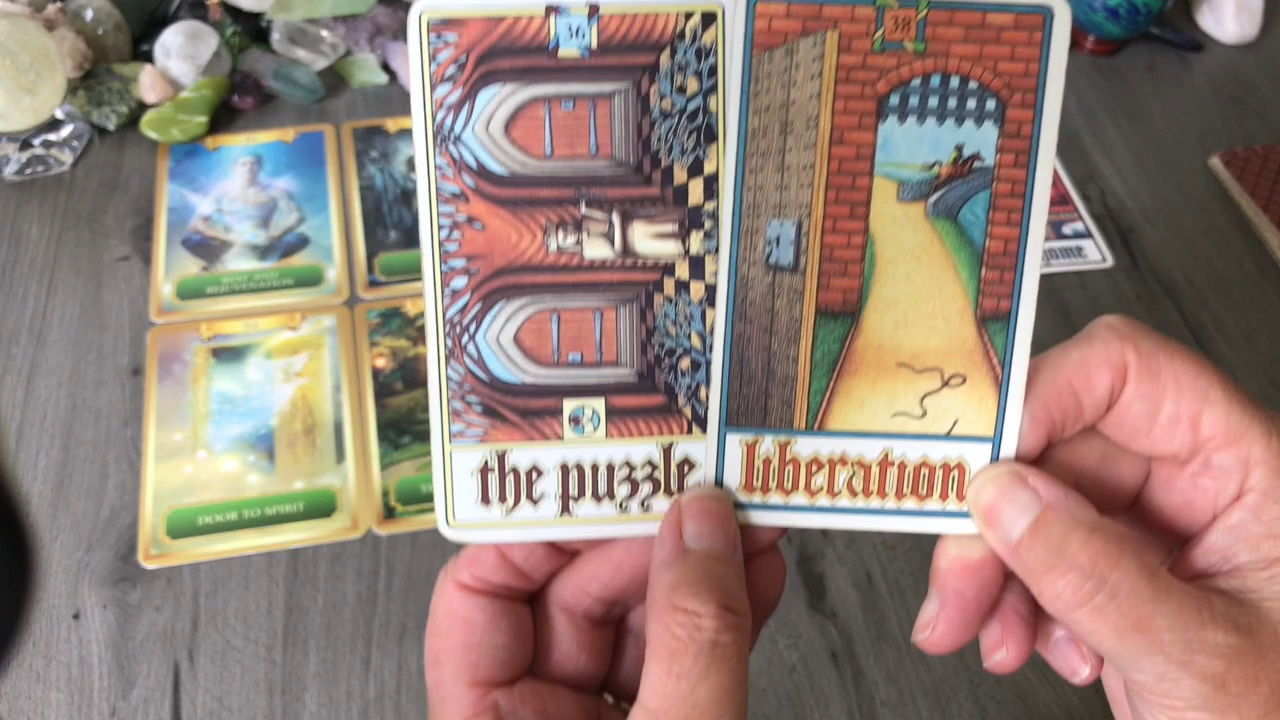 36
38
REST AND
REJUVENATION
the puzzle
liberation
DOOR TO SPIRIT